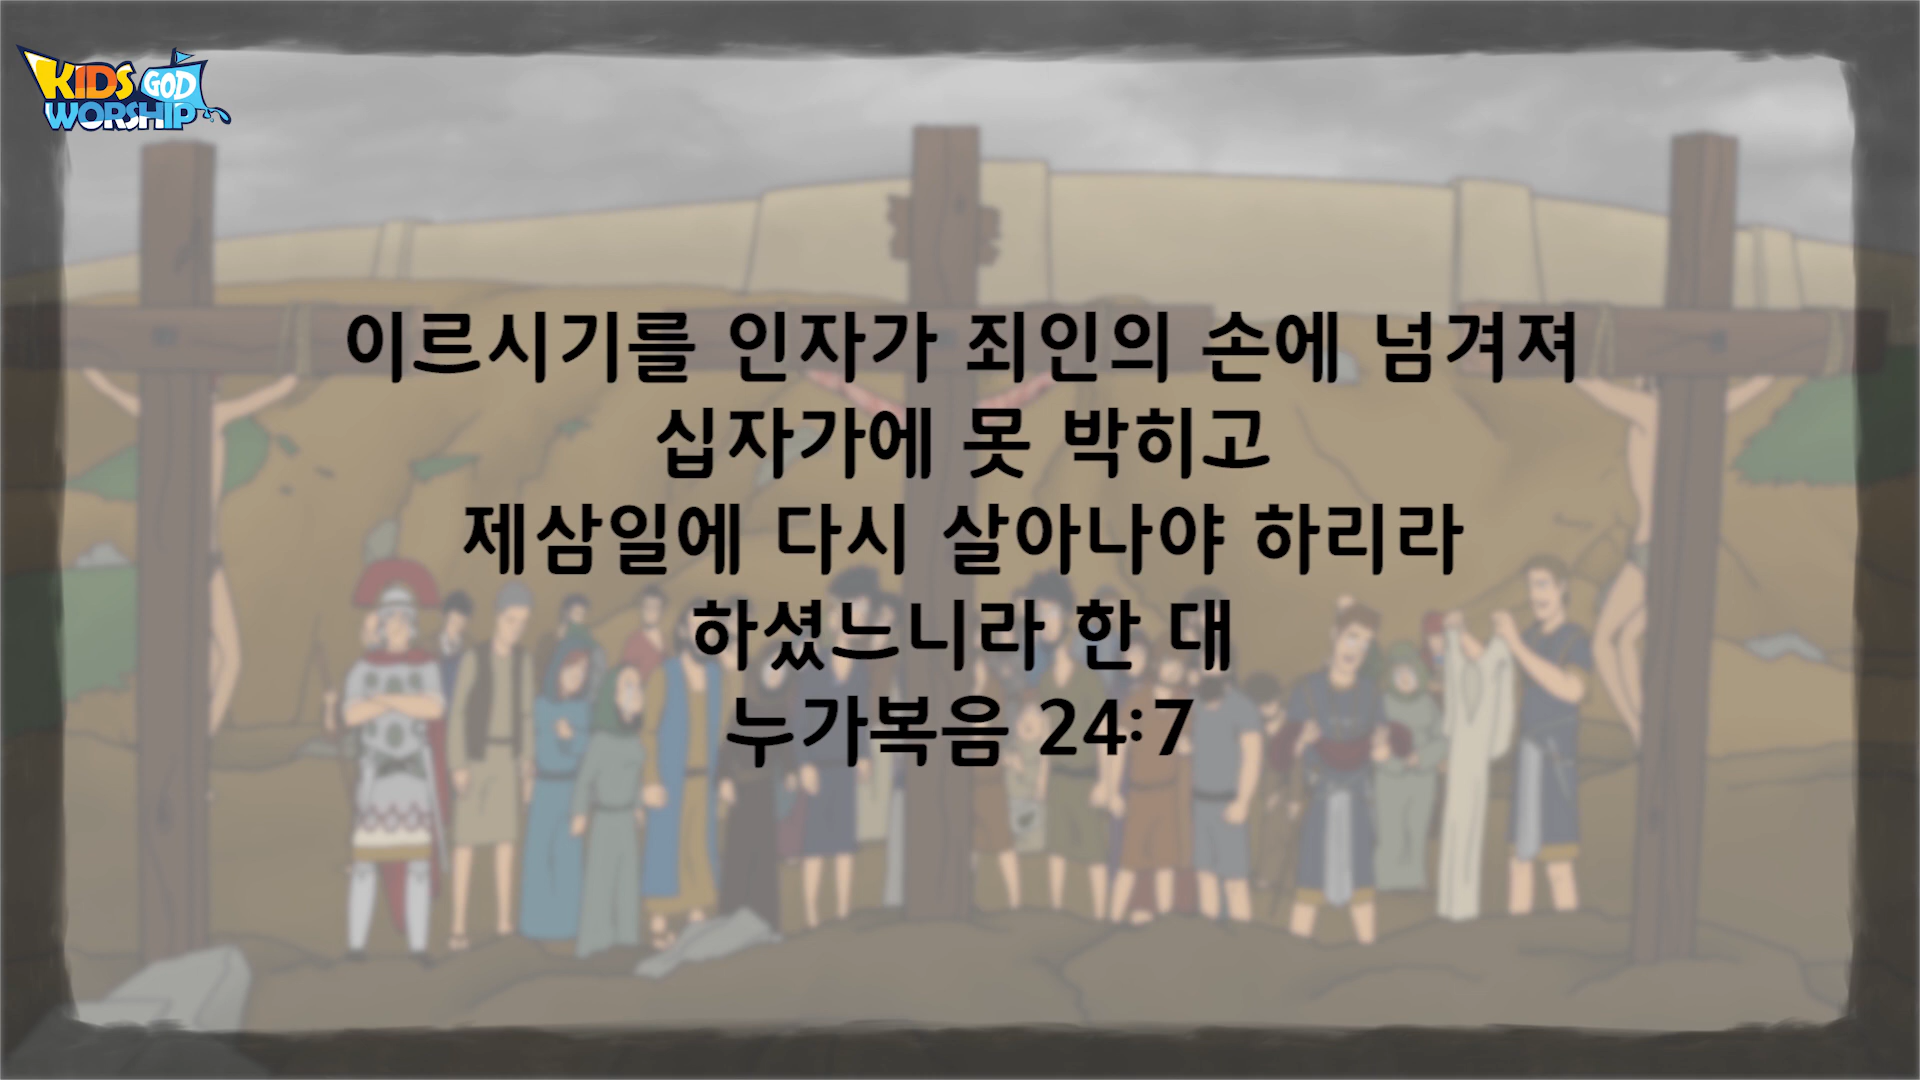 KIDS GOD
WORSHIP
이르시기를 인자가 죄인의 손에 넘겨져
십자가에 못 박히고
제삼일에 다시 살아나야 하리라
하셨느니라 한 대
누가복음 24:7